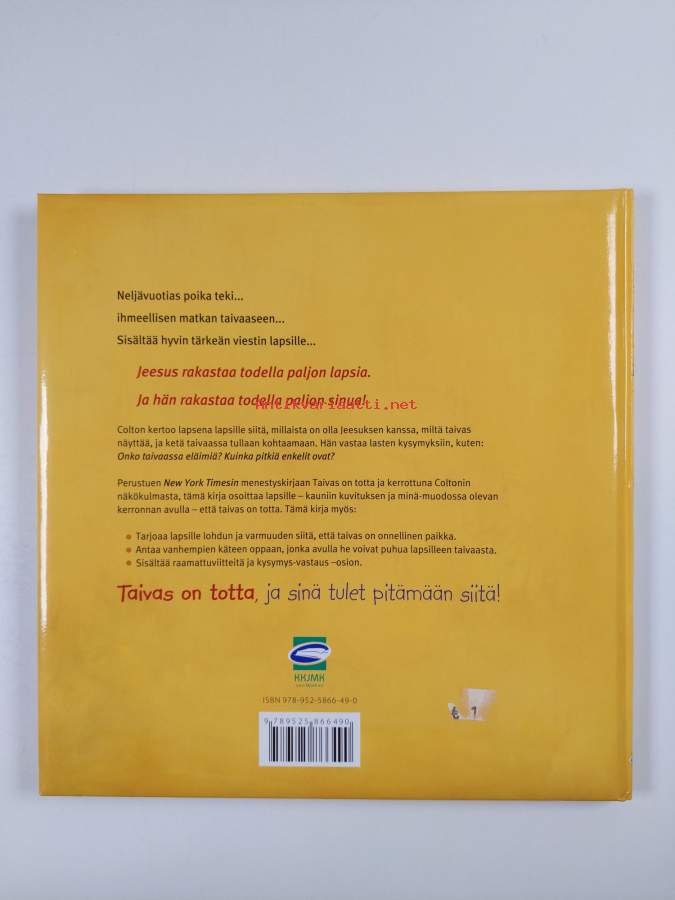 Neljävuotias poika teki...
ihmeellisen matkan taivaaseen...
Sisältää hyvin tärkeän viestin lapsille...
Jeesus rakastaa todella paljon lapsia.
Ja hän rakastaa todella paljon sinua!
Antikvariaatti.net
Colton kertoo lapsena lapsille siitä, millaista on olla Jeesuksen kanssa, miltä taivas
näyttää, ja ketä taivaassa tullaan kohtaamaan. Hän vastaa lasten kysymyksiin, kuten:
Onko taivaassa eläimiä? Kuinka pitkiä enkelit ovat?
Perustuen New York Timesin menestyskirjaan Taivas on totta ja kerrottuna Coltonin
näkökulmasta, tämä kirja osoittaa lapsille – kauniin kuvituksen ja minä-muodossa olevan
kerronnan avulla – että taivas on totta. Tämä kirja myös:
• Tarjoaa lapsille lohdun ja varmuuden siitä, että taivas on onnellinen paikka.
• Antaa vanhempien käteen oppaan, jonka avulla he voivat puhua lapsilleen taivaasta.
• Sisältää raamattuviitteitä ja kysymys-vastaus –osion.
Taivas on totta, ja sinä tulet pitämään siitä!
KKJMK
ISBN 978-952-5866-49-0
9 789525 866490